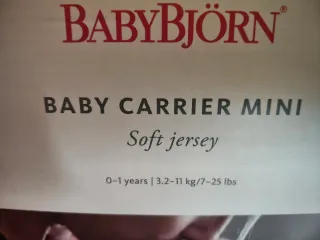 BABYBJÖRN®
BABY CARRIER MINI
Soft jersey
0–1 years | 3.2–11 kg/7–25 lbs